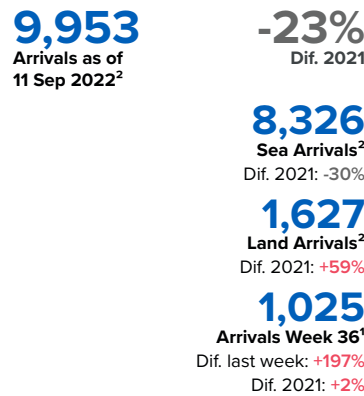 9,953
Arrivals as of
11 Sep 2022²
-23%
Dif. 2021
8,326
Sea Arrivals²
Dif. 2021: -30%
1,627
Land Arrivals²
Dif. 2021: +59%
1,025
Arrivals Week 36¹
Dif. last week: +197%
Dif. 2021: +2%